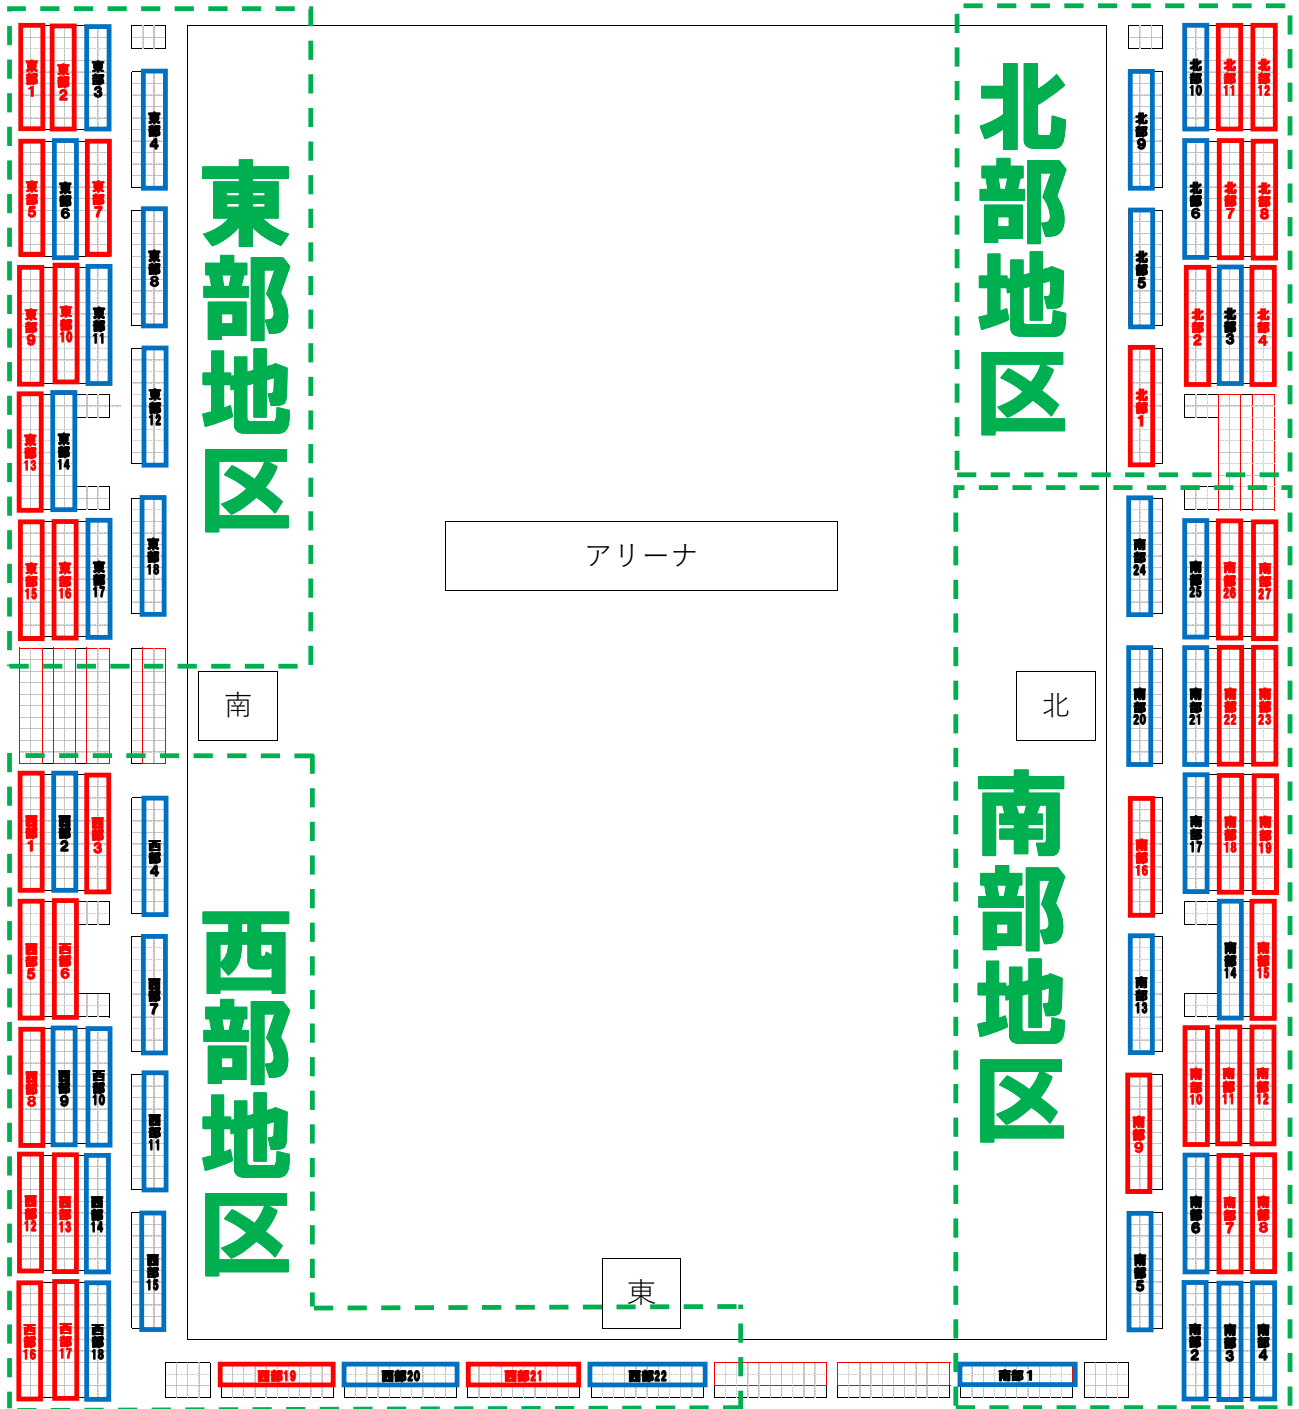 東部1
東部2
東部3
東部4
東部5
東部6
東部7
東部8
東部9
東部10
東部11
東部12
東部13
東部14
東部15
東部16
東部17
東部18
東部地区
西部1
西部2
西部3
西部4
西部5
西部6
西部7
西部8
西部9
西部10
西部11
西部12
西部13
西部14
西部15
西部16
西部17
西部18
西部19
西部20
西部21
西部22
西部地区
アリーナ
南
北
東
北部地区
北部10
北部11
北部12
北部9
北部6
北部7
北部8
北部5
北部2
北部3
北部4
北部1
南部地区
南部24
南部25
南部26
南部27
南部20
南部21
南部22
南部23
南部16
南部17
南部18
南部19
南部13
南部14
南部15
南部9
南部10
南部11
南部12
南部5
南部6
南部7
南部8
南部2
南部3
南部4
南部1